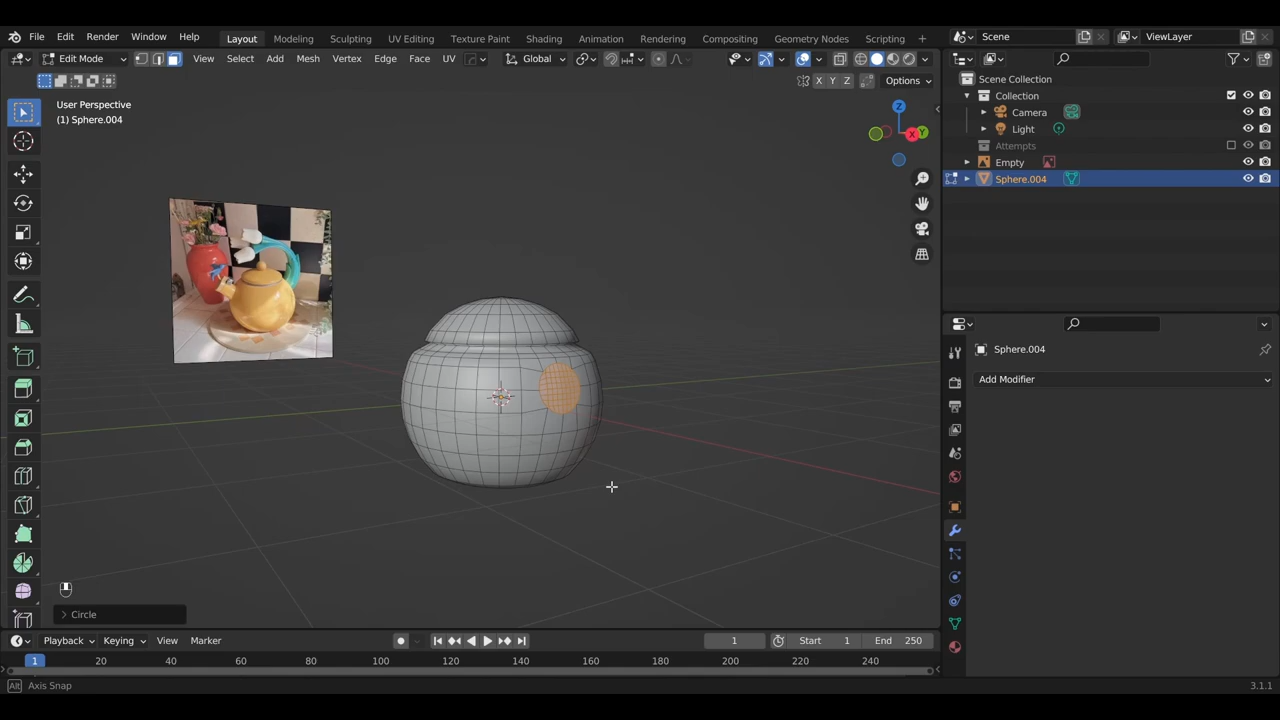 File Edit Render Window Help
Layout Modeling Sculpting UV Editing Texture Paint Shading Animation Rendering Compositing Geometry Nodes Scripting
Scene ViewLayer
Edit Mode View Select Add Mesh Vertex Edge Face UV Global
X Y Z Options
User Perspective
(1) Sphere.004
Z
X Y
Scene Collection
Collection
Camera
Light
Attempts
Empty
Sphere.004
Sphere.004
Add Modifier
Circle
Playback Keying View Marker 1 Start 1 End 250
1 20 40 60 80 100 120 140 160 180 200 220 240
Alt Axis Snap 3.1.1